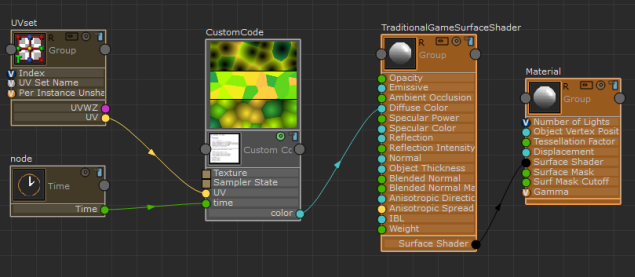 UVset
R
Group
Index
UV Set Name
Per Instance Unsha
UVWZ
UV
node
Time
Time
CustomCode
Custom Co
Texture
Sampler State
UV
time
color
TraditionalGameSurfaceShader
R
Group
Opacity
Emissive
Ambient Occlusion
Diffuse Color
Specular Power
Specular Color
Reflection
Reflection Intensity
Normal
Object Thickness
Blended Normal
Blended Normal Ma
Anisotropic Directio
Anisotropic Spread
IBL
Weight
Surface Shader
Material
R
Group
Number of Lights
Object Vertex Posit
Tessellation Factor
Displacement
Surface Shader
Surface Mask
Surf Mask Cutoff
Gamma